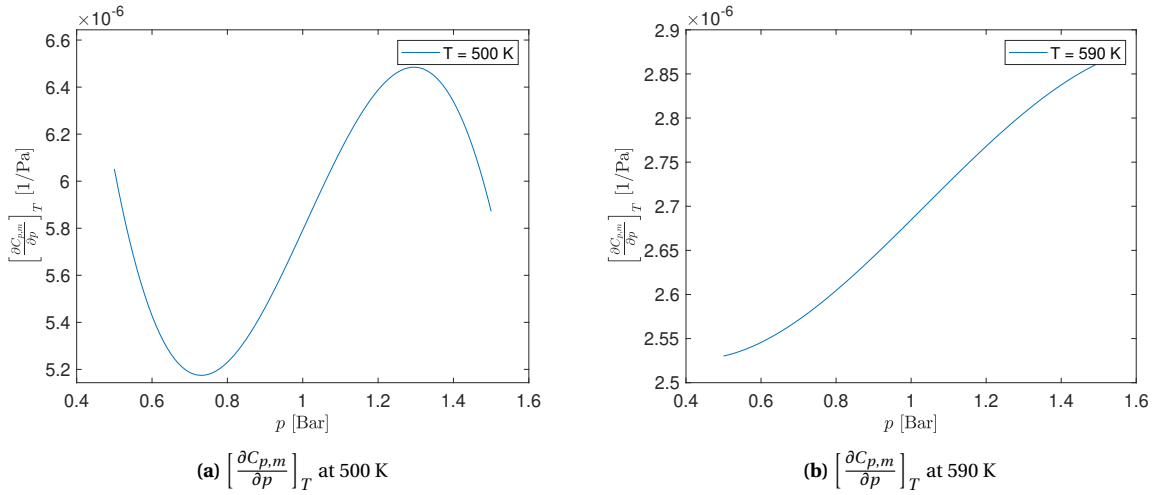 ×10^-6
6.6
6.4
6.2
6
5.8
5.6
5.4
5.2
[∂C_{p,m}/∂p]_T [1/Pa]
T = 500 K
0.4 0.6 0.8 1 1.2 1.4 1.6
p [Bar]
(a) [∂C_{p,m}/∂p]_T at 500 K
×10^-6
2.9
2.85
2.8
2.75
2.7
2.65
2.6
2.55
2.5
[∂C_{p,m}/∂p]_T [1/Pa]
T = 590 K
0.4 0.6 0.8 1 1.2 1.4 1.6
p [Bar]
(b) [∂C_{p,m}/∂p]_T at 590 K